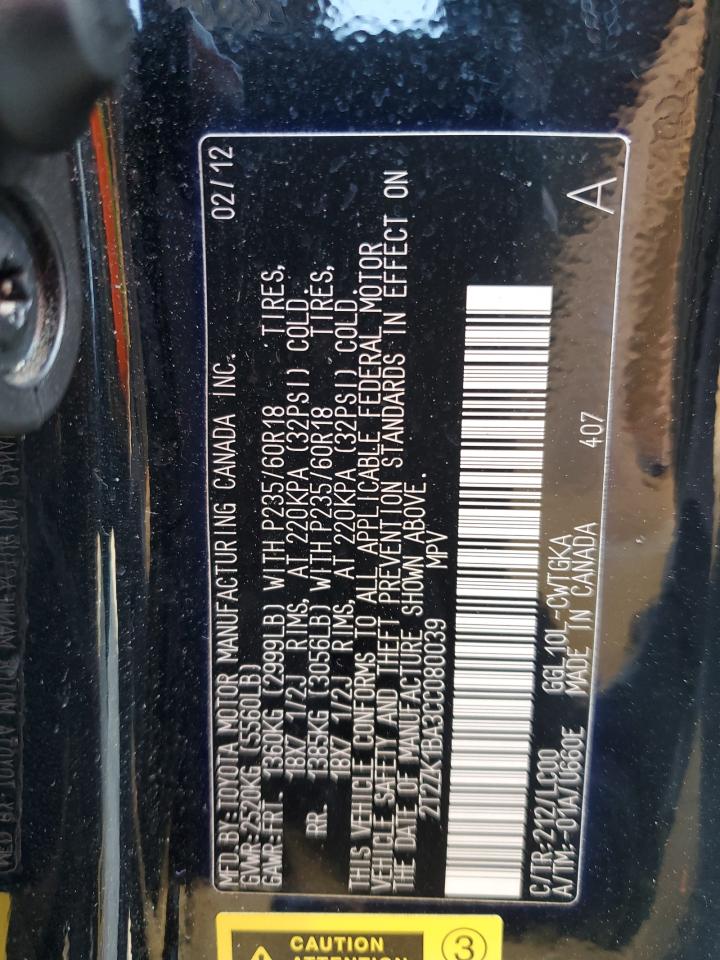 MFD. BY: TOYOTA MOTOR MANUFACTURING CANADA INC. 02/12
GVWR 2520KG (5560LB)
GAWR:FRT 1360KG (2999LB) WITH P235/60R18 TIRES,
18X7 1/2J RIMS, AT 220KPA (32PSI) COLD.
RR. 1385KG (3056LB) WITH P235/60R18 TIRES,
18X7 1/2J RIMS, AT 220KPA (32PSI) COLD.
THIS VEHICLE CONFORMS TO ALL APPLICABLE FEDERAL MOTOR
VEHICLE SAFETY AND THEFT PREVENTION STANDARDS IN EFFECT ON
THE DATE OF MANUFACTURE SHOWN ABOVE.
2T2ZK1BA3CC080039 MPV
C/TR:212/LC00 GGL10L-CWTGKA 407
A/TM:-01A/U660E MADE IN CANADA A
CAUTION
3